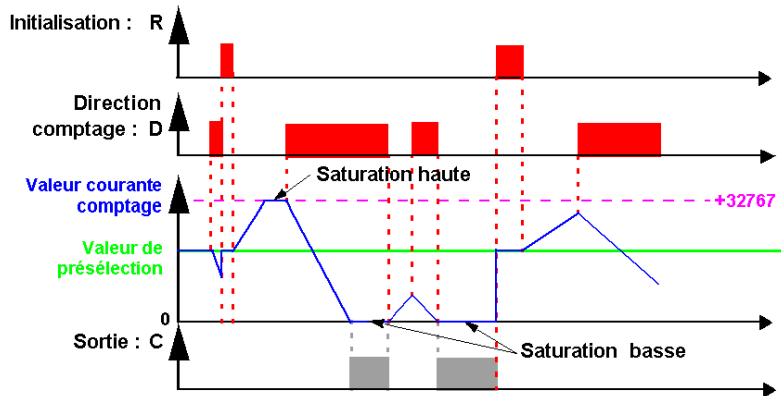 Initialisation : R
Direction
comptage : D
Valeur courante
comptage
Saturation haute
+32767
Valeur de
présélection
0
Sortie : C
Saturation basse